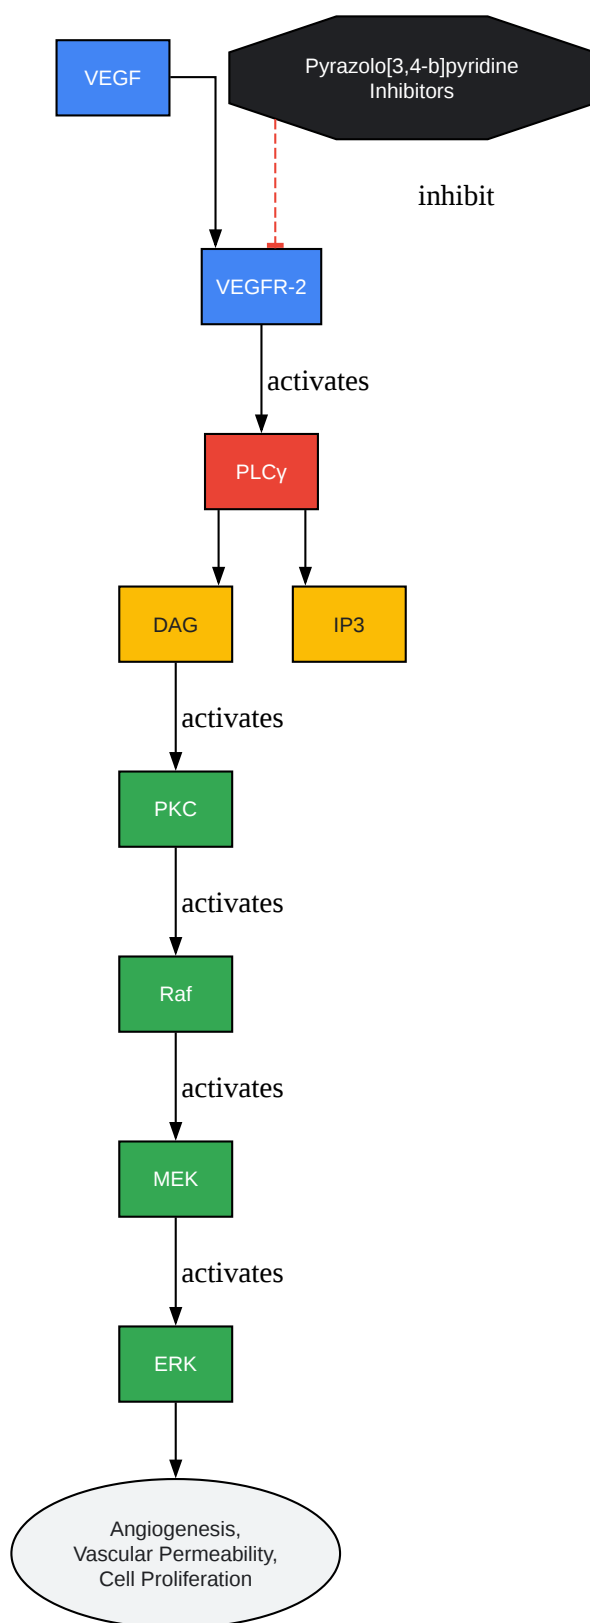 VEGF
Pyrazolo[3,4-b]pyridine
Inhibitors
inhibit
VEGFR-2
activates
PLCγ
DAG
IP3
activates
PKC
activates
Raf
activates
MEK
activates
ERK
Angiogenesis,
Vascular Permeability,
Cell Proliferation